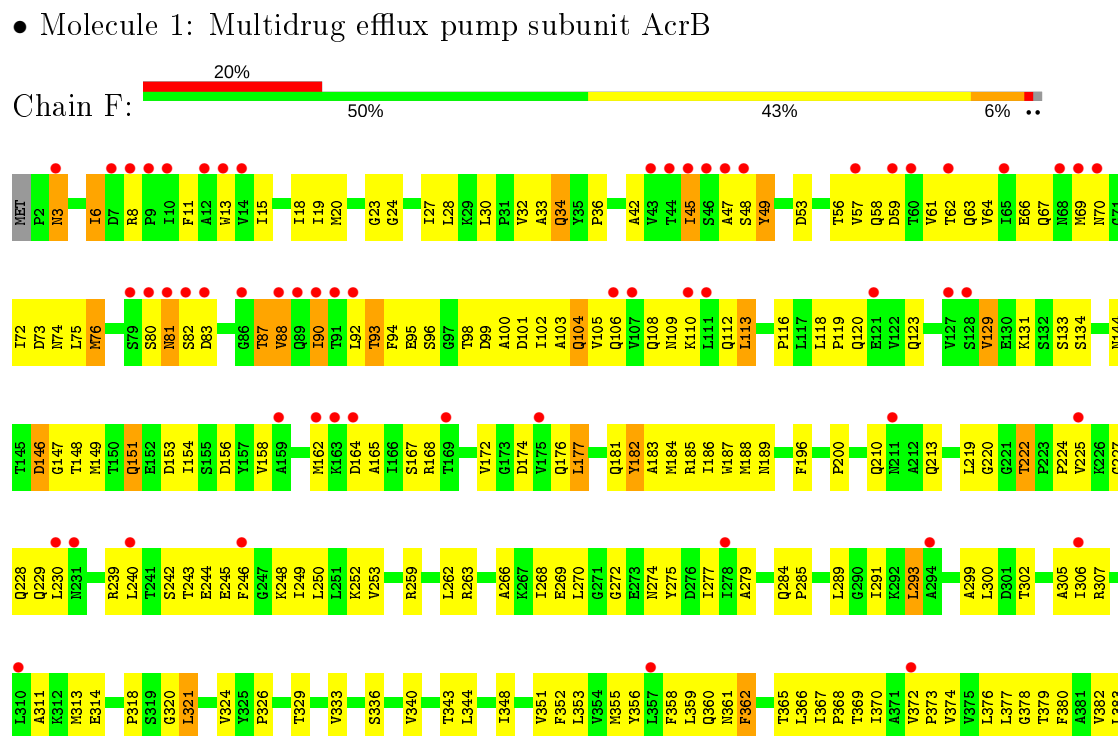 • Molecule 1: Multidrug efflux pump subunit AcrB
20%
Chain F:
50% 43% 6% ..
MET P2 N3 I6 D7 R8 P9 I10 F11 A12 W13 V14 I15 I18 I19 M20 G23 G24 I27 L28 K29 L30 P31 V32 A33 Q34 Y35 P36 A42 V43 T44 I45 S46 A47 S48 Y49 D53 T56 V57 Q58 D59 T60 V61 T62 Q63 V64 I65 E66 Q67 N68 M69 N70 G71
I72 D73 N74 L75 M76 S79 S80 N81 S82 D83 G86 T87 V88 Q89 I90 T91 L92 T93 F94 E95 S96 G97 T98 D99 A100 D101 I102 A103 Q104 V105 Q106 V107 Q108 N109 K110 L111 Q112 L113 P116 L117 L118 P119 Q120 E121 V122 Q123 V127 S128 V129 E130 K131 S132 S133 S134 N144
T145 D146 G147 T148 M149 T150 Q151 E152 D153 I154 S155 D156 Y157 V158 A159 M162 K163 D164 A165 I166 S167 R168 T169 V172 G173 D174 V175 Q176 L177 Q181 Y182 A183 M184 R185 I186 W187 M188 N189 F196 P200 Q210 N211 A212 Q213 L219 G220 G221 T222 P223 P224 V225 K226 G227
Q228 Q229 L230 N231 R239 L240 T241 S242 T243 E244 E245 F246 G247 K248 I249 L250 L251 K252 V253 R259 L262 R263 A266 K267 I268 E269 L270 G271 G272 E273 N274 Y275 D276 I277 I278 A279 Q284 P285 L289 G290 I291 K292 L293 A294 A299 L300 D301 T302 A305 I306 R307
L310 A311 K312 M313 E314 P318 S319 G320 L321 V324 Y325 P326 T329 V333 S336 V340 T343 L344 I348 V351 F352 L353 V354 M355 Y356 L357 F358 L359 Q360 N361 F362 T365 L366 I367 P368 T369 I370 A371 V372 P373 V374 V375 L376 L377 G378 T379 F380 A381 V382 L383